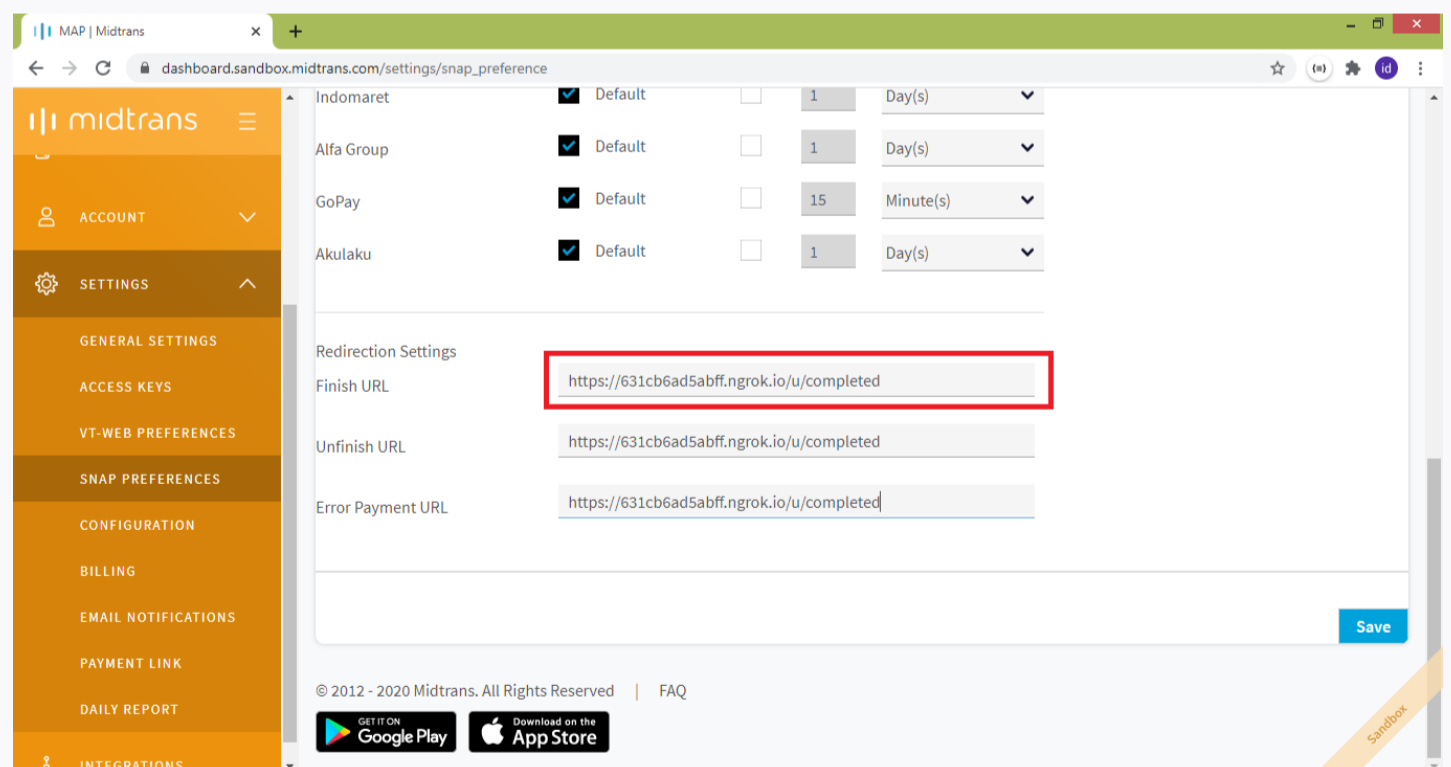 MAP | Midtrans
dashboard.sandbox.midtrans.com/settings/snap_preference
id
midtrans
ACCOUNT
SETTINGS
GENERAL SETTINGS
ACCESS KEYS
VT-WEB PREFERENCES
SNAP PREFERENCES
CONFIGURATION
BILLING
EMAIL NOTIFICATIONS
PAYMENT LINK
DAILY REPORT
INTEGRATIONS
Indomaret Default 1 Day(s)
Alfa Group Default 1 Day(s)
GoPay Default 15 Minute(s)
Akulaku Default 1 Day(s)
Redirection Settings
Finish URL https://631cb6ad5abff.ngrok.io/u/completed
Unfinish URL https://631cb6ad5abff.ngrok.io/u/completed
Error Payment URL https://631cb6ad5abff.ngrok.io/u/completed
Save
© 2012 - 2020 Midtrans. All Rights Reserved | FAQ
GET IT ON
Google Play
Download on the
App Store
Sandbox